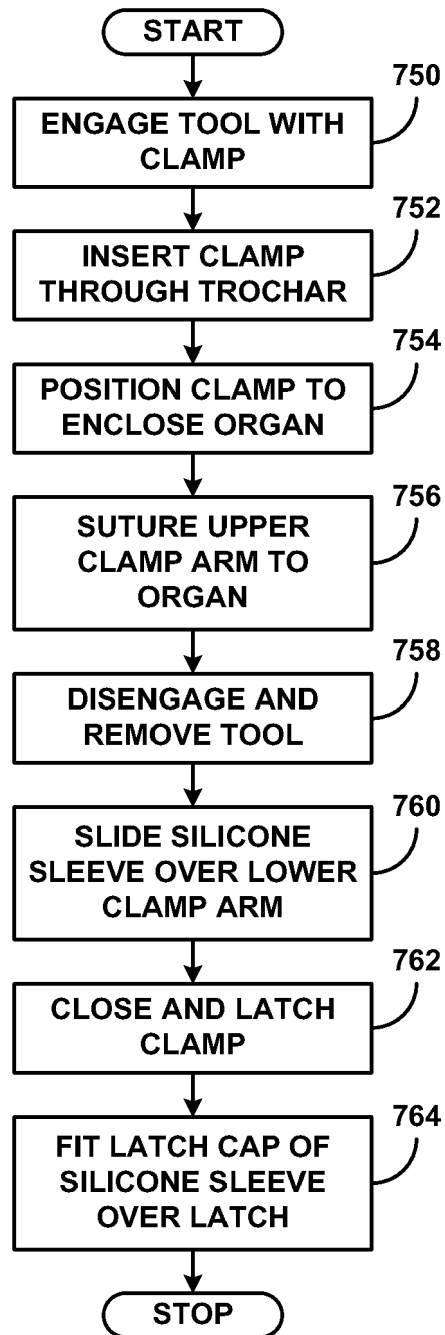 START
750
ENGAGE TOOL WITH
CLAMP
752
INSERT CLAMP
THROUGH TROCHAR
754
POSITION CLAMP TO
ENCLOSE ORGAN
756
SUTURE UPPER
CLAMP ARM TO
ORGAN
758
DISENGAGE AND
REMOVE TOOL
760
SLIDE SILICONE
SLEEVE OVER LOWER
CLAMP ARM
762
CLOSE AND LATCH
CLAMP
764
FIT LATCH CAP OF
SILICONE SLEEVE
OVER LATCH
STOP